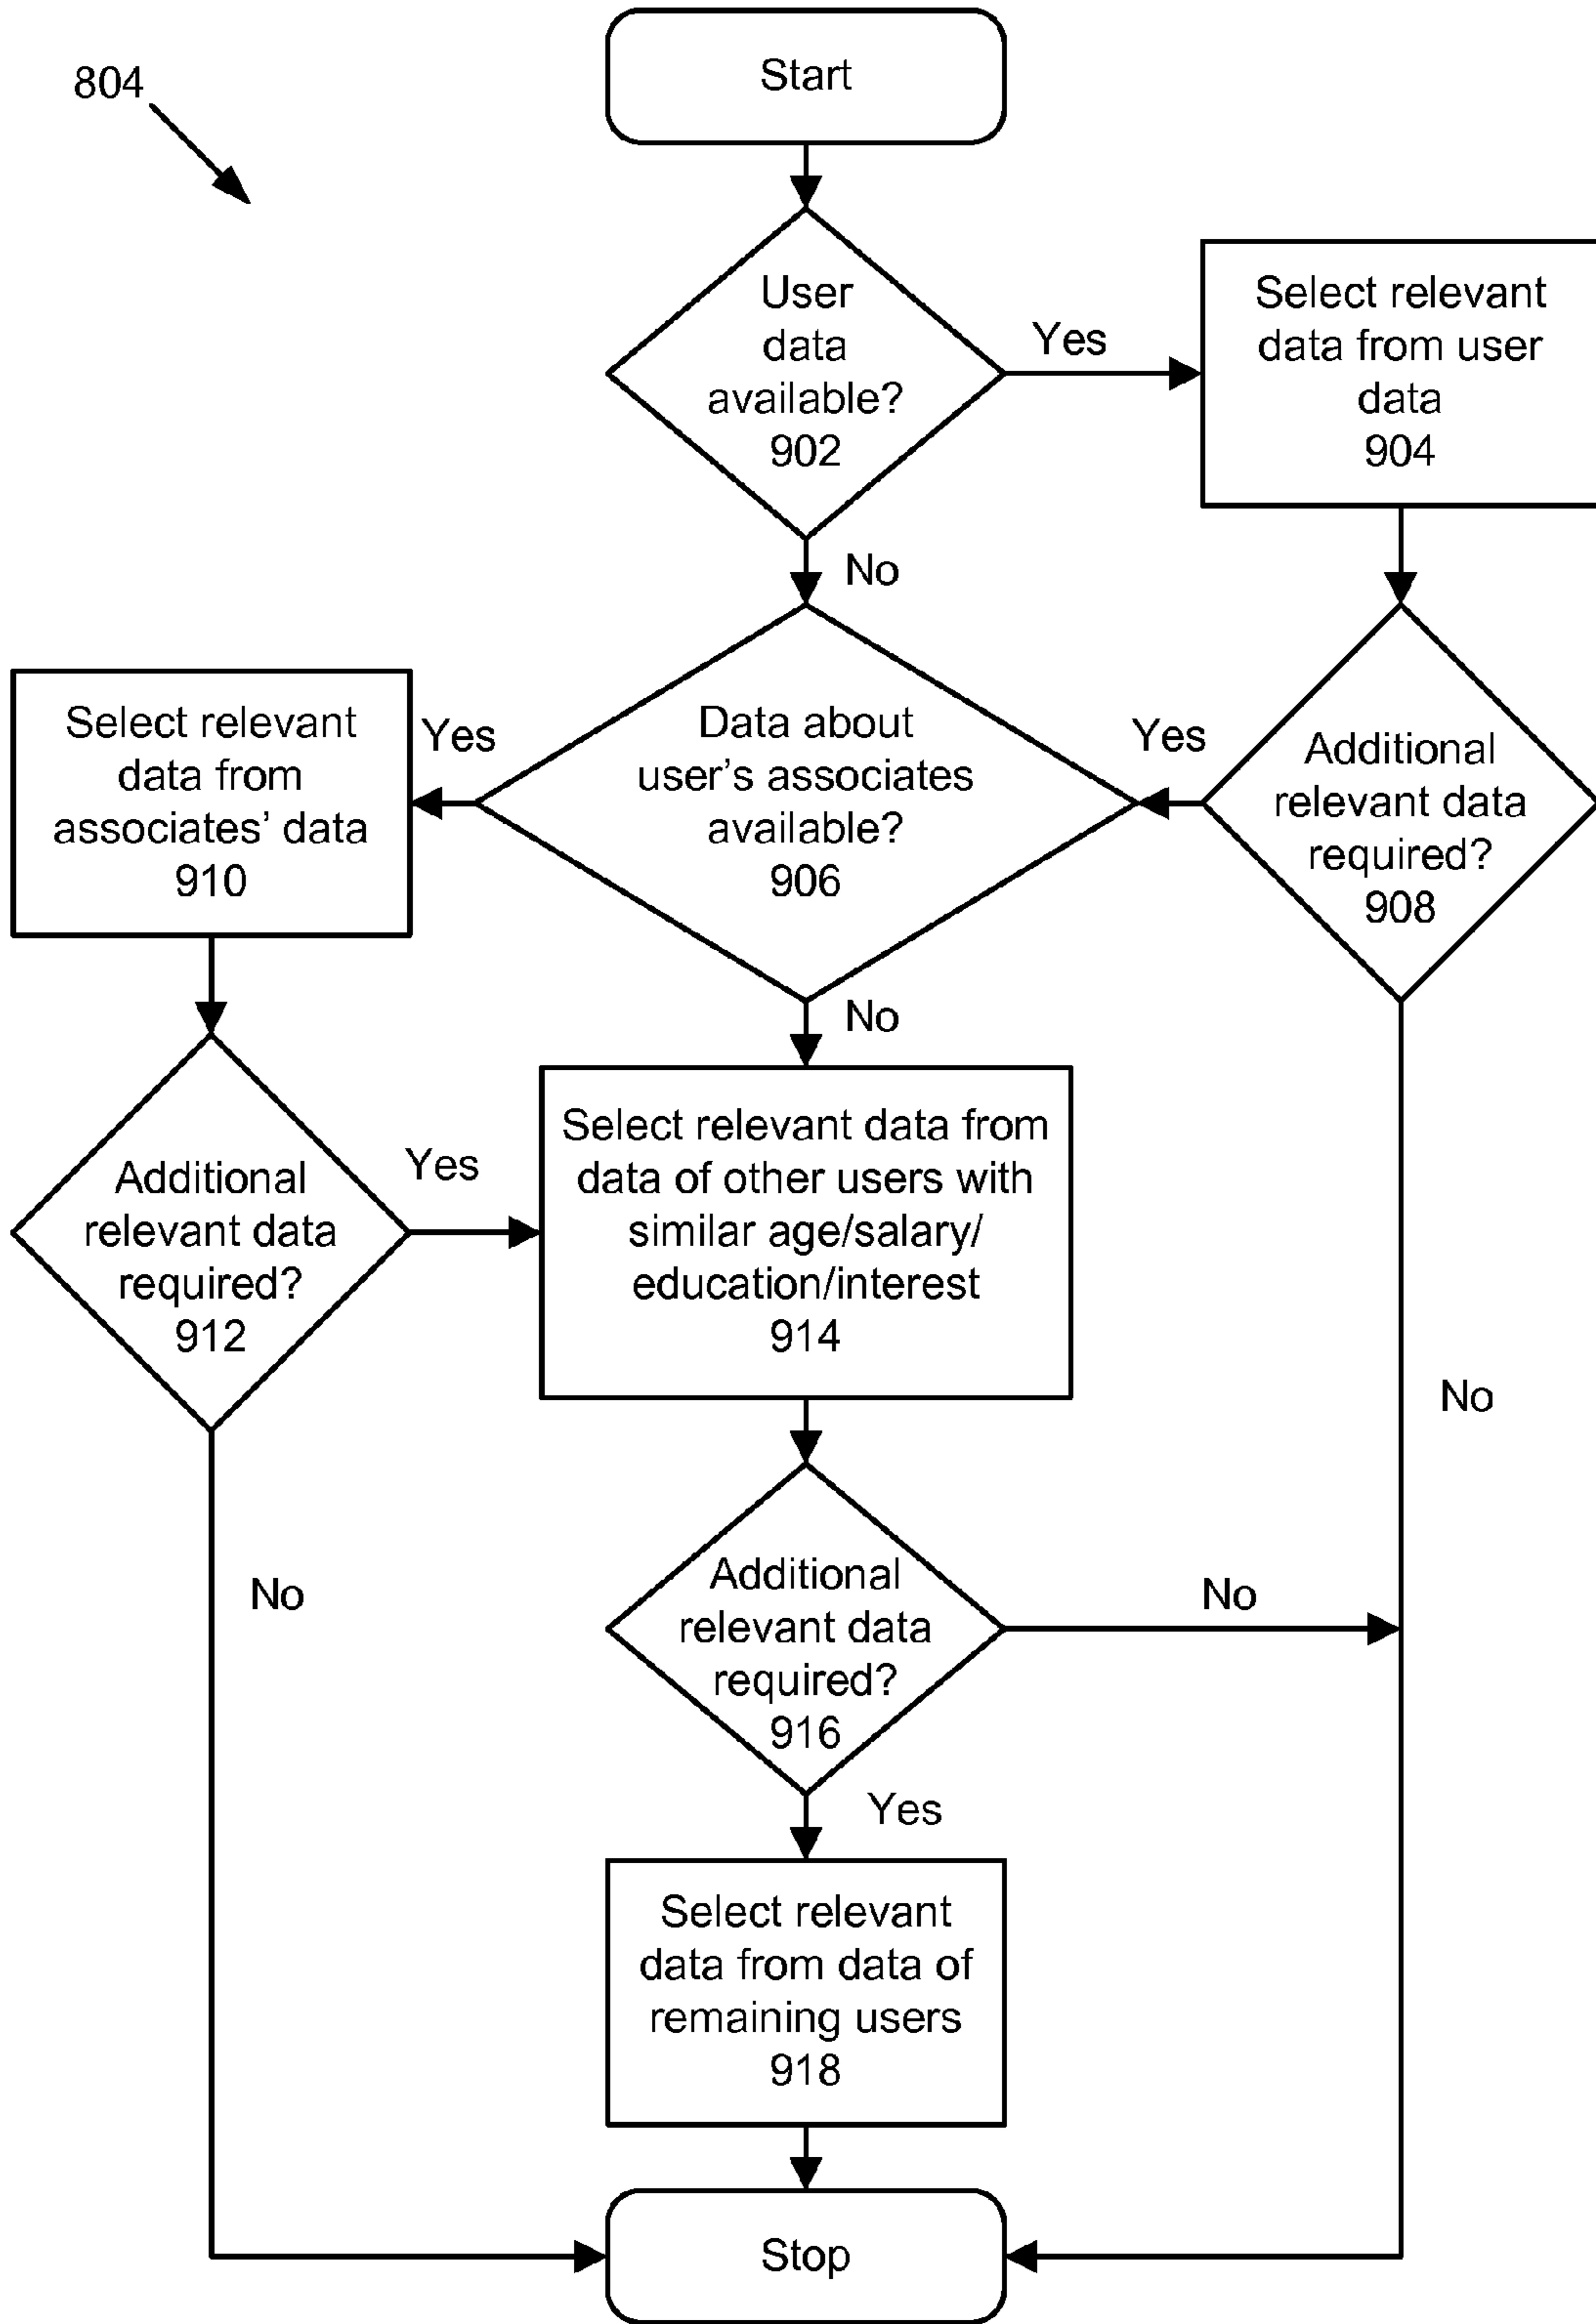 804
Start
User
data
available?
902
Yes
Select relevant
data from user
data
904
No
Select relevant
data from
associates' data
910
Yes
Data about
user's associates
available?
906
Yes
Additional
relevant data
required?
908
No
Additional
relevant data
required?
912
Yes
Select relevant data from
data of other users with
similar age/salary/
education/interest
914
No
No
Additional
relevant data
required?
916
No
Yes
Select relevant
data from data of
remaining users
918
Stop